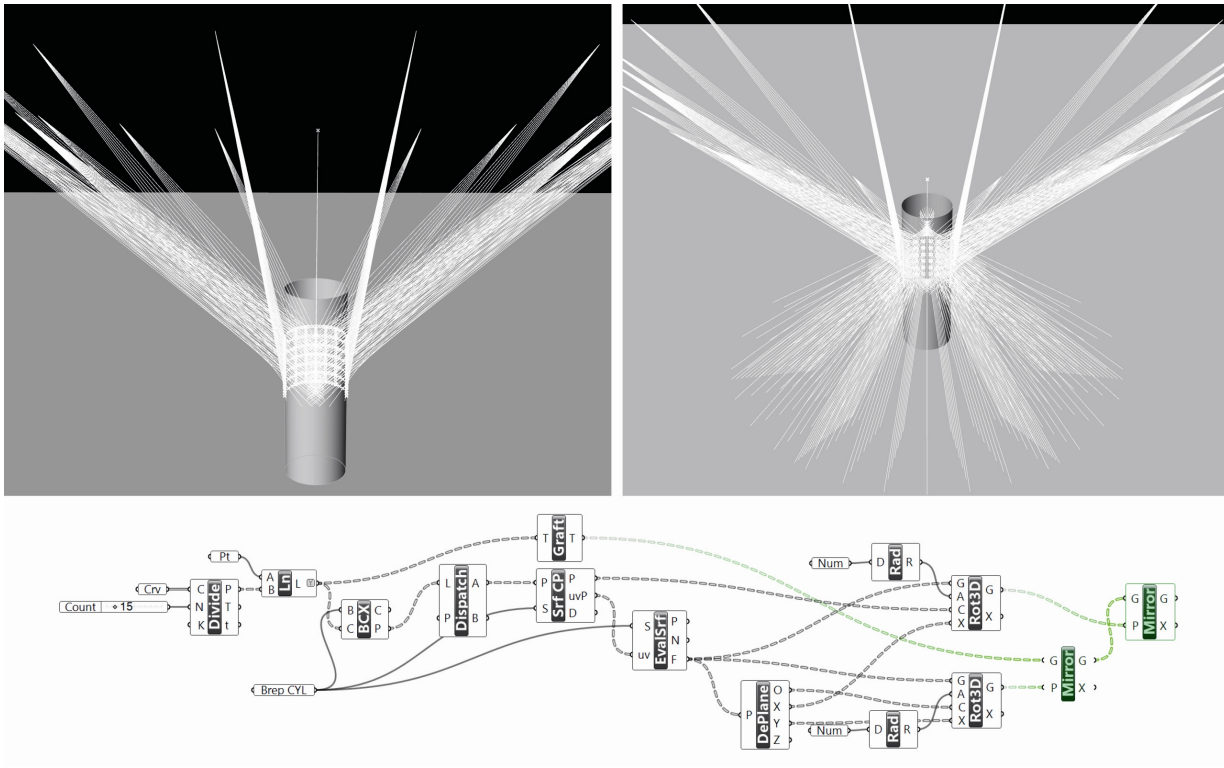 Pt
Crv
Count
15
C
N
K
Divide
P
T
t
A
B
Ln
L
Brep CYL
B
C
BCX
C
P
L
P
Dispatch
A
B
T
Graft
T
P
S
Srf CP
P
uvP
D
S
uv
EvalSrf
P
N
F
P
DePlane
O
X
Y
Z
Num
D
Rad
R
G
A
C
X
Rot3D
G
X
Num
D
Rad
R
G
A
C
X
Rot3D
G
X
G
P
Mirror
G
X
G
P
Mirror
G
X